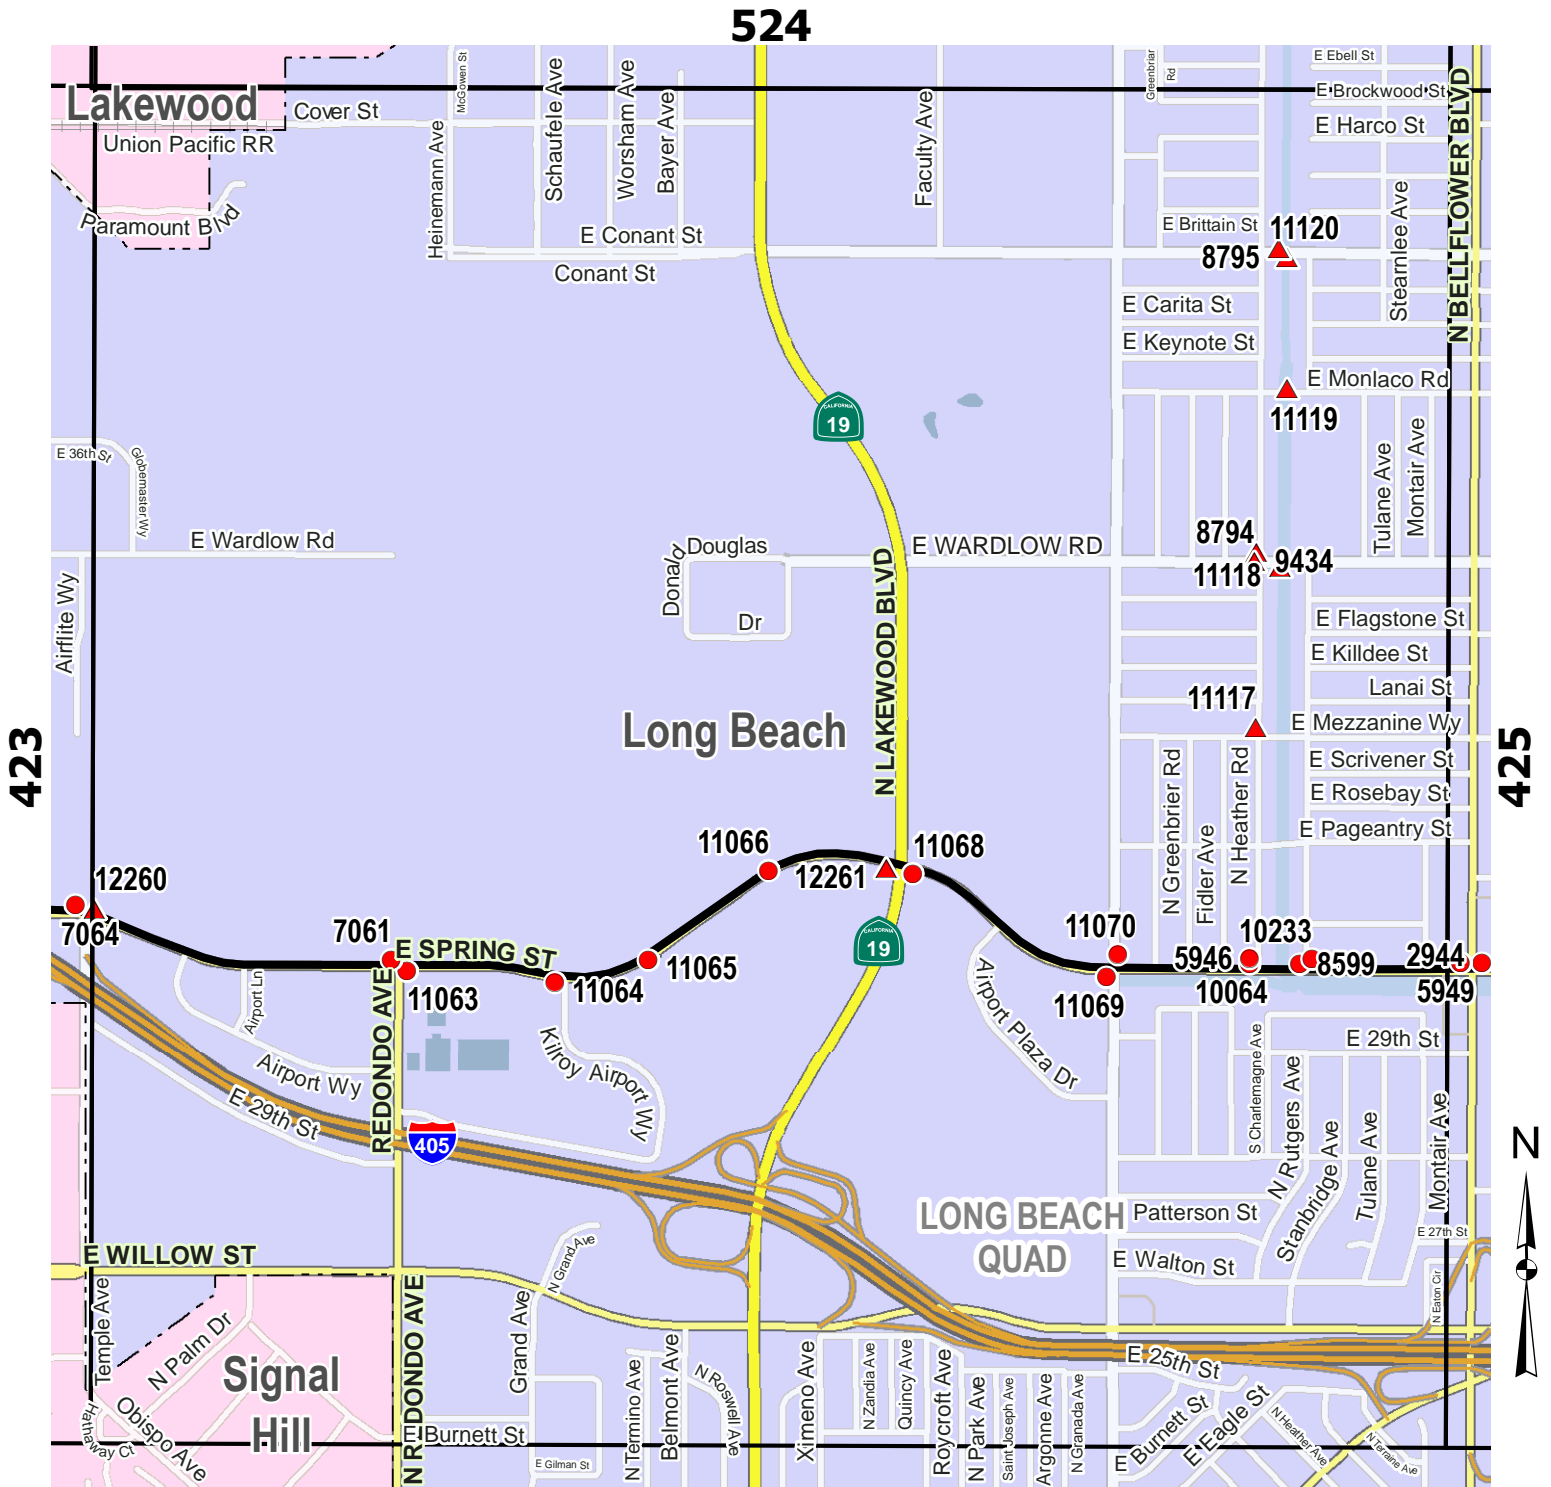 524
Lakewood
Cover St
Union Pacific RR
Paramount Blvd
McGowen St
Heinemann Ave
Schaufele Ave
Worsham Ave
Bayer Ave
Faculty Ave
Greenbriar
Rd
E Ebell St
E Brockwood St
E Harco St
N BELLFLOWER BLVD
Stearnlee Ave
E Brittain St
11120
8795
E Conant St
Conant St
E Carita St
E Keynote St
E Monlaco Rd
11119
CALIFORNIA
19
E 36th St
Globemaster Wy
Tulane Ave
Montair Ave
E Wardlow Rd
Donald
Douglas
Dr
E WARDLOW RD
8794
11118
9434
Airflite Wy
N LAKEWOOD BLVD
E Flagstone St
E Killdee St
Lanai St
11117
E Mezzanine Wy
Long Beach
423
425
E Scrivener St
E Rosebay St
E Pageantry St
N Greenbrier Rd
Fidler Ave
N Heather Rd
11066
12261
11068
12260
7064
7061
E SPRING ST
11065
11064
11063
11070
11069
5946
10233
10064
8599
2944
5949
CALIFORNIA
19
REDONDO AVE
Airport Ln
Airport Wy
Kilroy Airport Wy
Airport Plaza Dr
E 29th St
E 29th St
405
S Charlemagne Ave
N Rutgers Ave
Stanbridge Ave
Tulane Ave
Montair Ave
N
LONG BEACH
QUAD
Patterson St
E Walton St
E 27th St
N Eaton Cir
E WILLOW ST
N Grand Ave
Grand Ave
Temple Ave
N Palm Dr
Signal
Hill
Obispo Ave
Hathaway Ct
N REDONDO AVE
E Burnett St
E Gilman St
N Termino Ave
Belmont Ave
N Roswell Ave
Ximeno Ave
N Zandia Ave
Quincy Ave
Roycroft Ave
N Park Ave
Saint Joseph Ave
Argonne Ave
N Granada Ave
E 25th St
E Burnett St
E Eagle St
N Heather Ave
N Terraine Ave